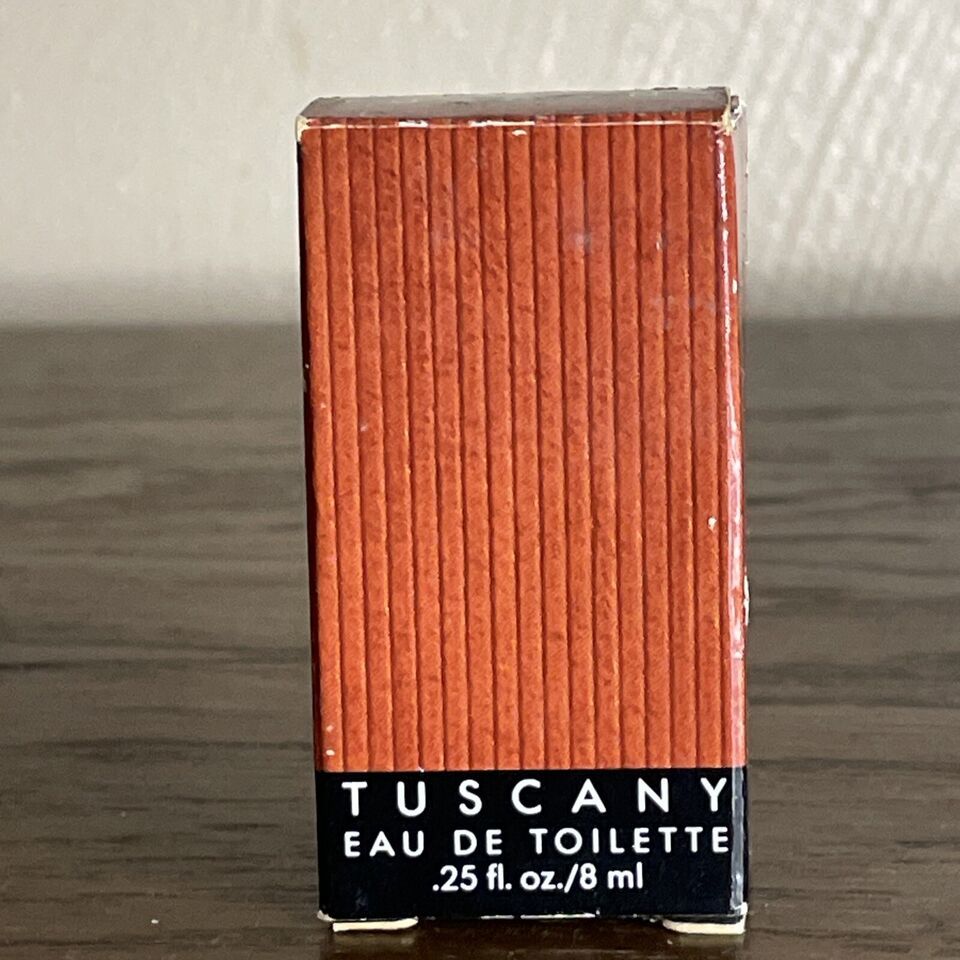 TUSCANY
EAU DE TOILETTE
.25 fl. oz./8 ml